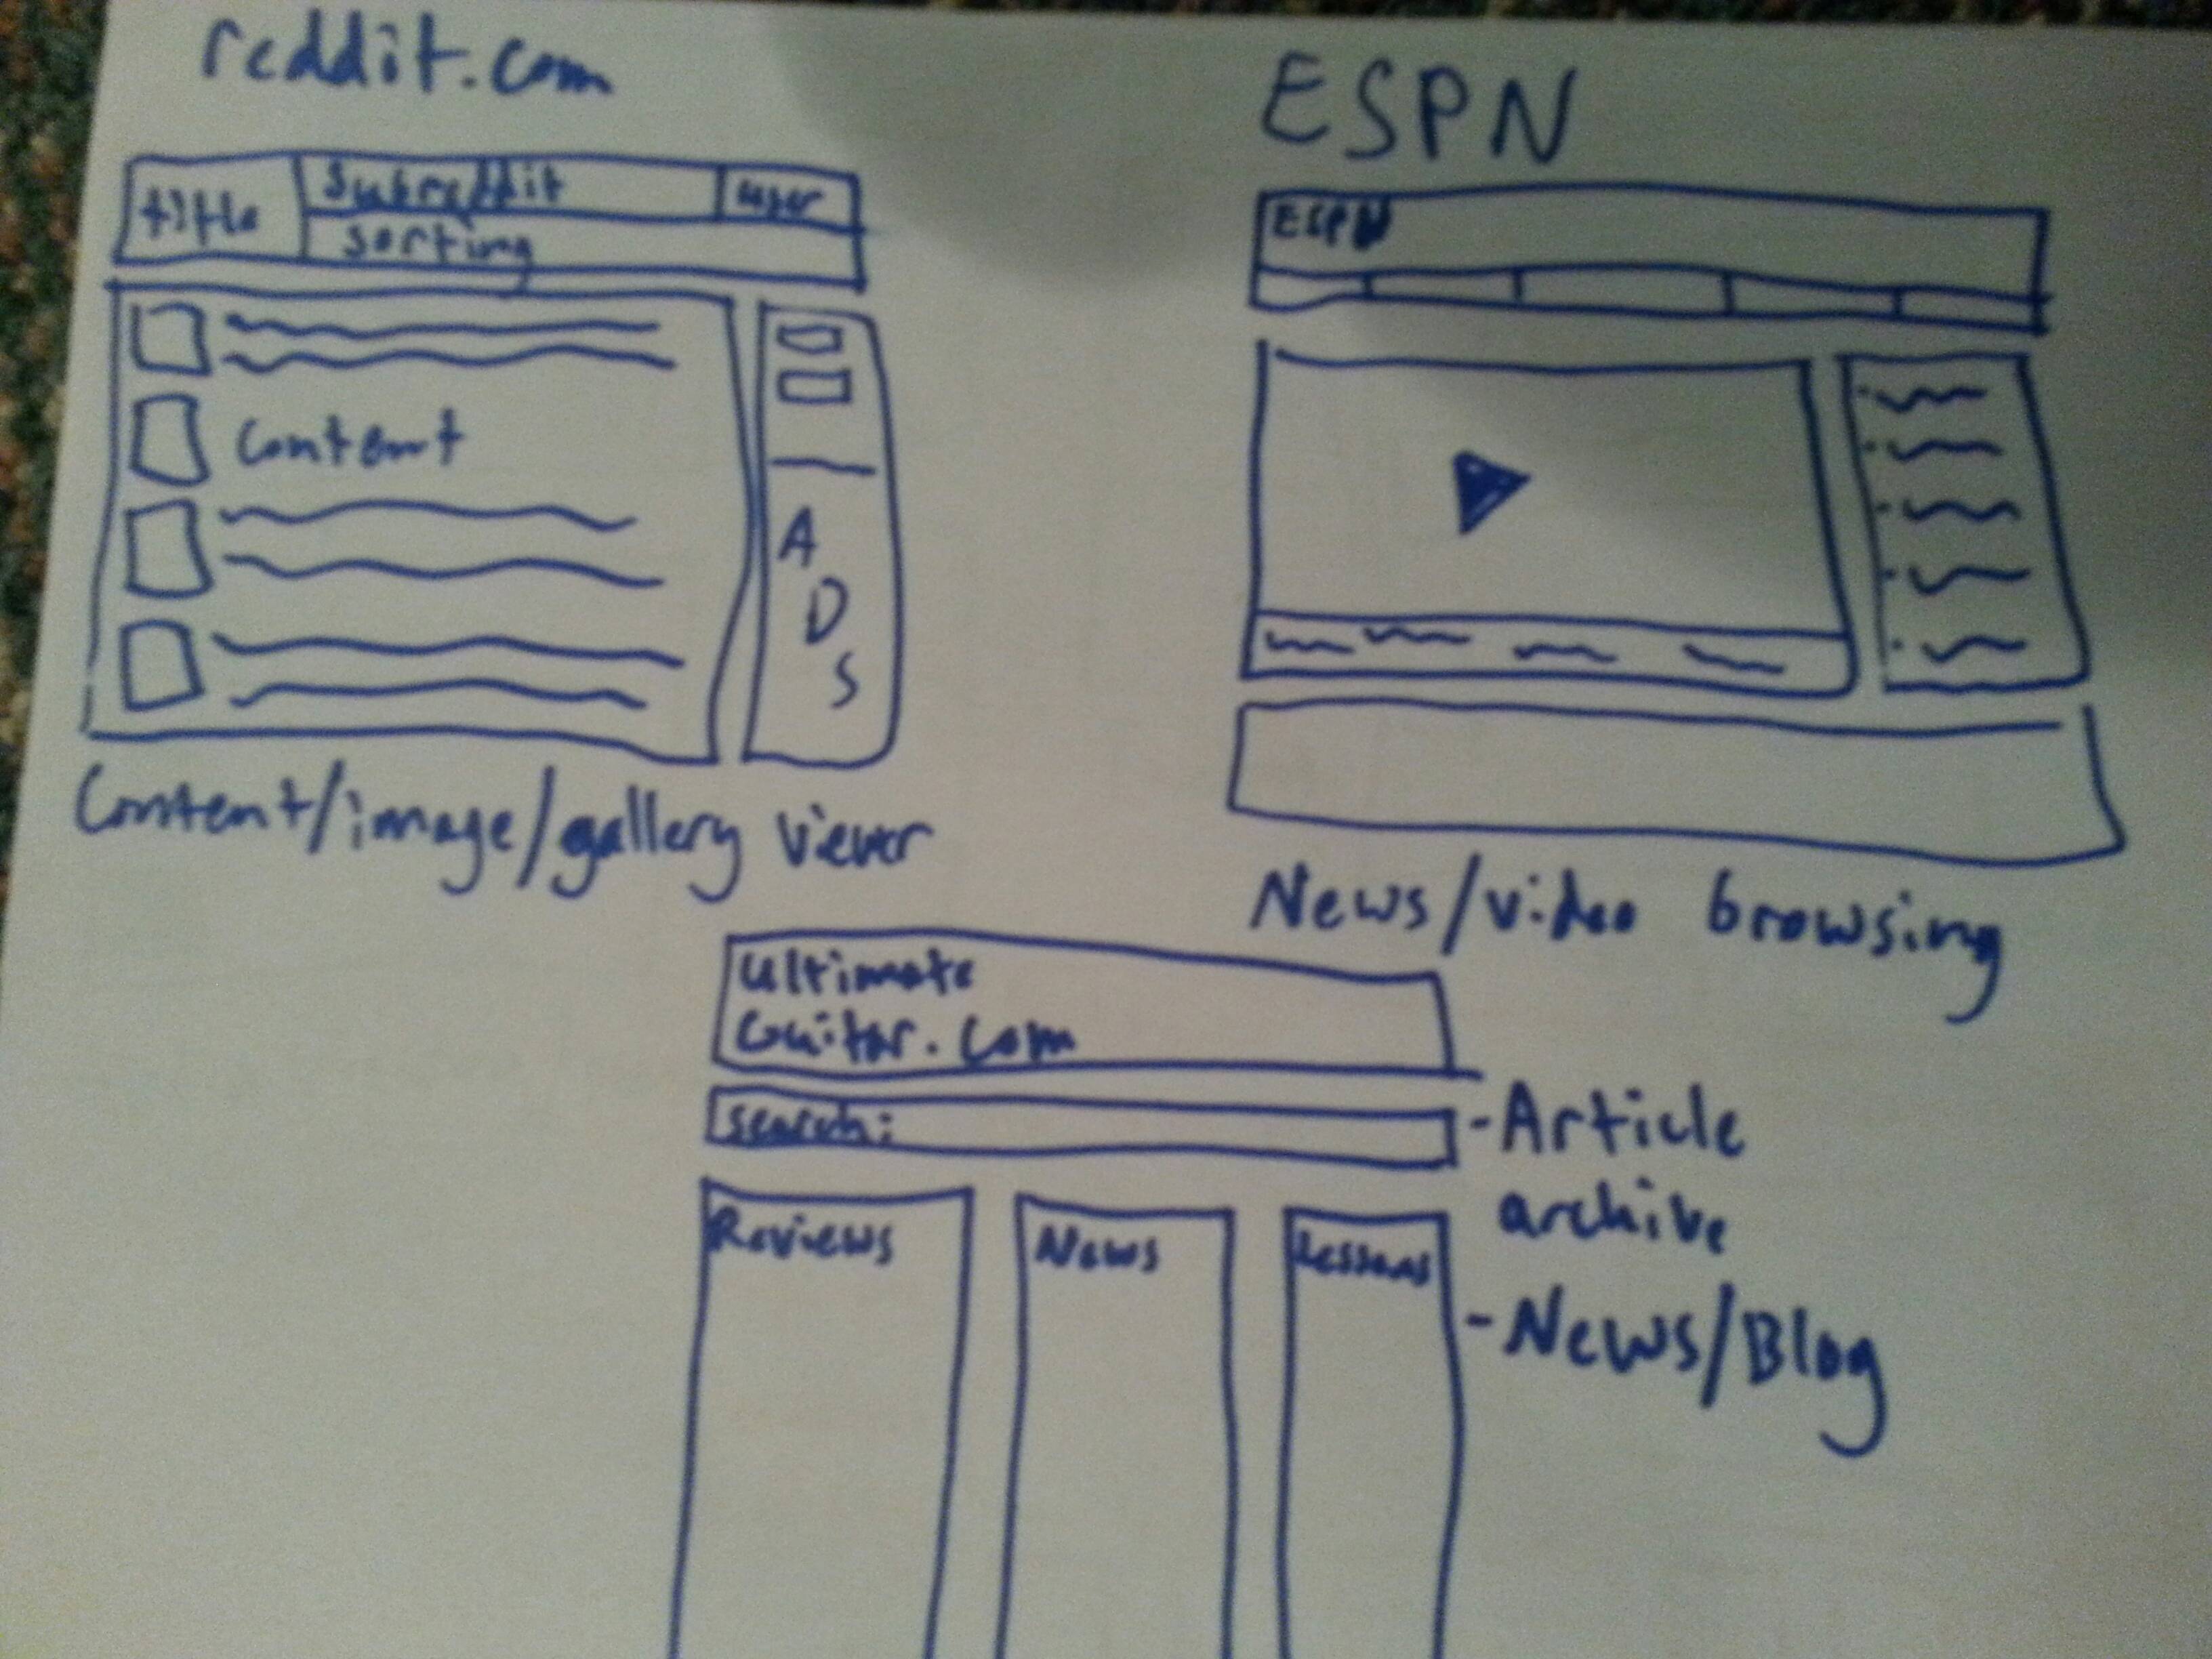 reddit.com
title
subreddit
user
sorting
content
A
D
S
Content/image/gallery viewer
ESPN
ESPN
News/video browsing
ultimate
Guitar.com
search:
Reviews
News
Lessons
-Article
archive
-News/Blog